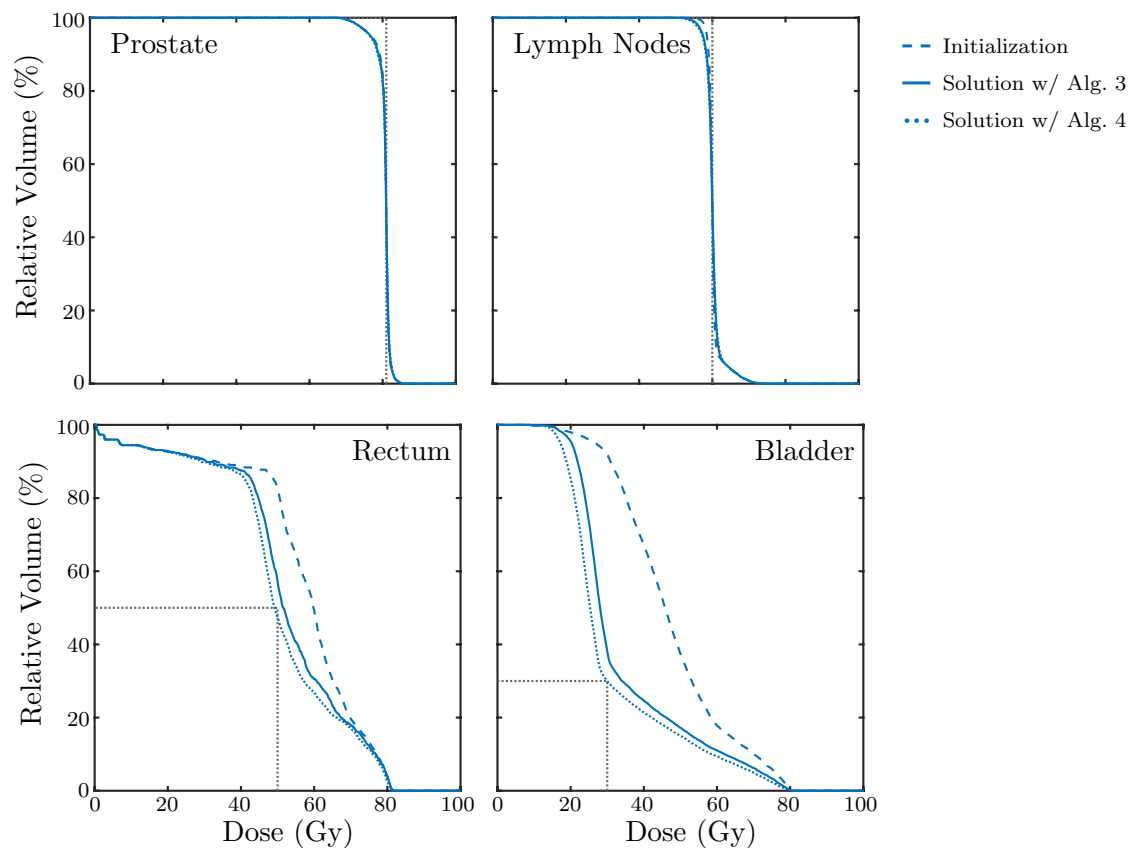 Prostate
Lymph Nodes
Relative Volume (%)
100
80
60
40
20
0
Initialization
Solution w/ Alg. 3
Solution w/ Alg. 4
Rectum
Bladder
Relative Volume (%)
100
80
60
40
20
0
0 20 40 60 80 100
Dose (Gy)
0 20 40 60 80 100
Dose (Gy)